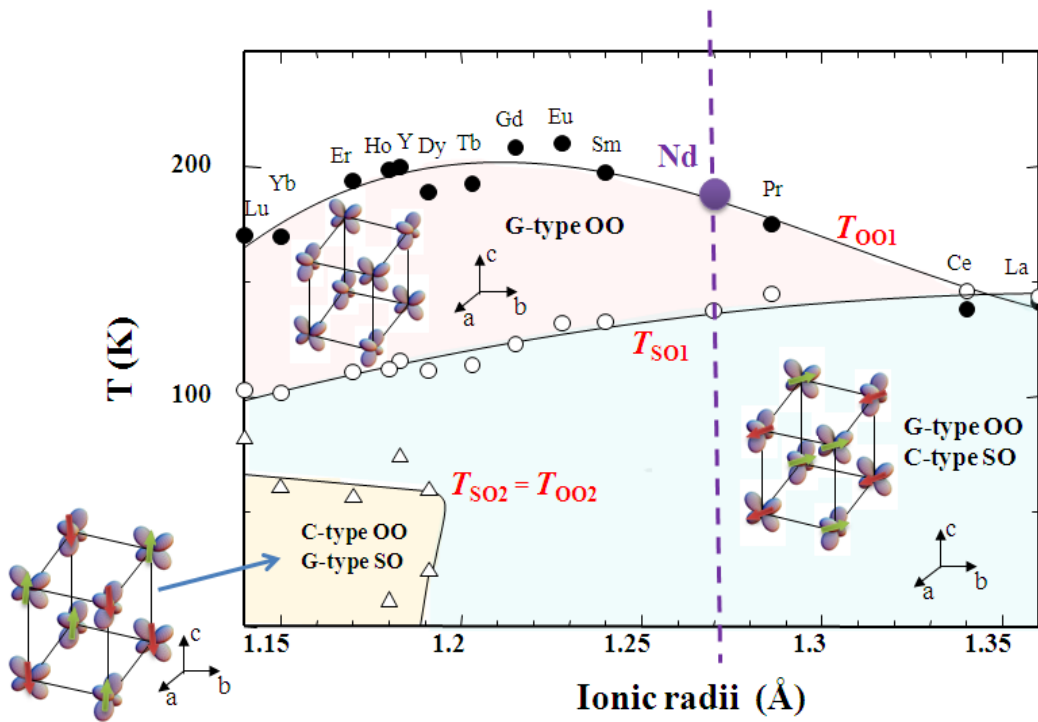 Gd
Eu
Ho
Y
Tb
Er
Dy
Sm
Nd
Yb
Pr
Lu
200
G-type OO
T_OO1
c
b
a
Ce
La
T_SO1
T (K)
100
G-type OO
C-type SO
T_SO2 = T_OO2
C-type OO
G-type SO
c
b
a
c
b
a
1.15
1.2
1.25
1.3
1.35
Ionic radii (Å)